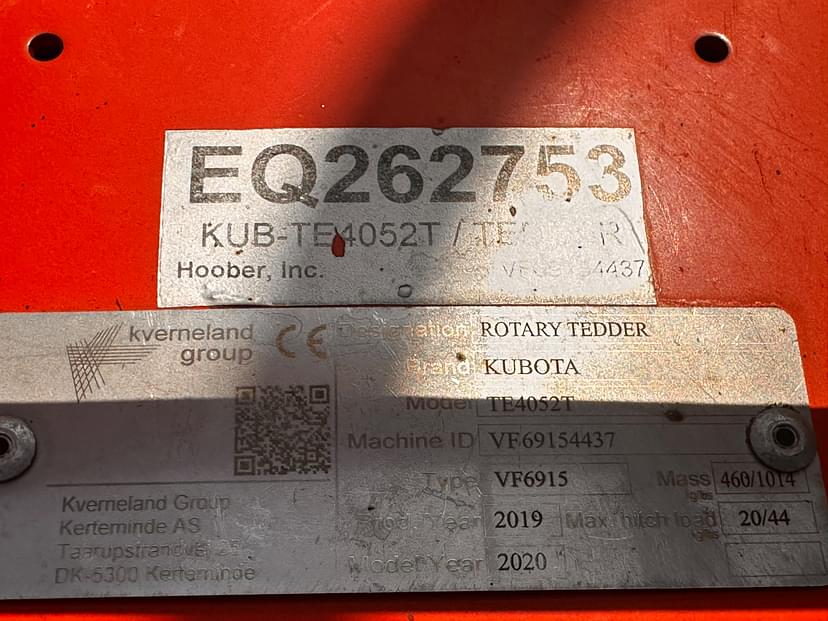 EQ262753
KUB-TE4052T / TEDDER
Hoober, Inc. VF69154437
kverneland
group
CE
Designation ROTARY TEDDER
Brand KUBOTA
Model TE4052T
Machine ID VF69154437
Type VF6915 Mass kg/lbs 460/1014
Prod. Year 2019 Max hitch load kg/lbs 20/44
Model Year 2020
Kverneland Group
Kerteminde AS
Taarupstrandvej 25
DK-5300 Kerteminde